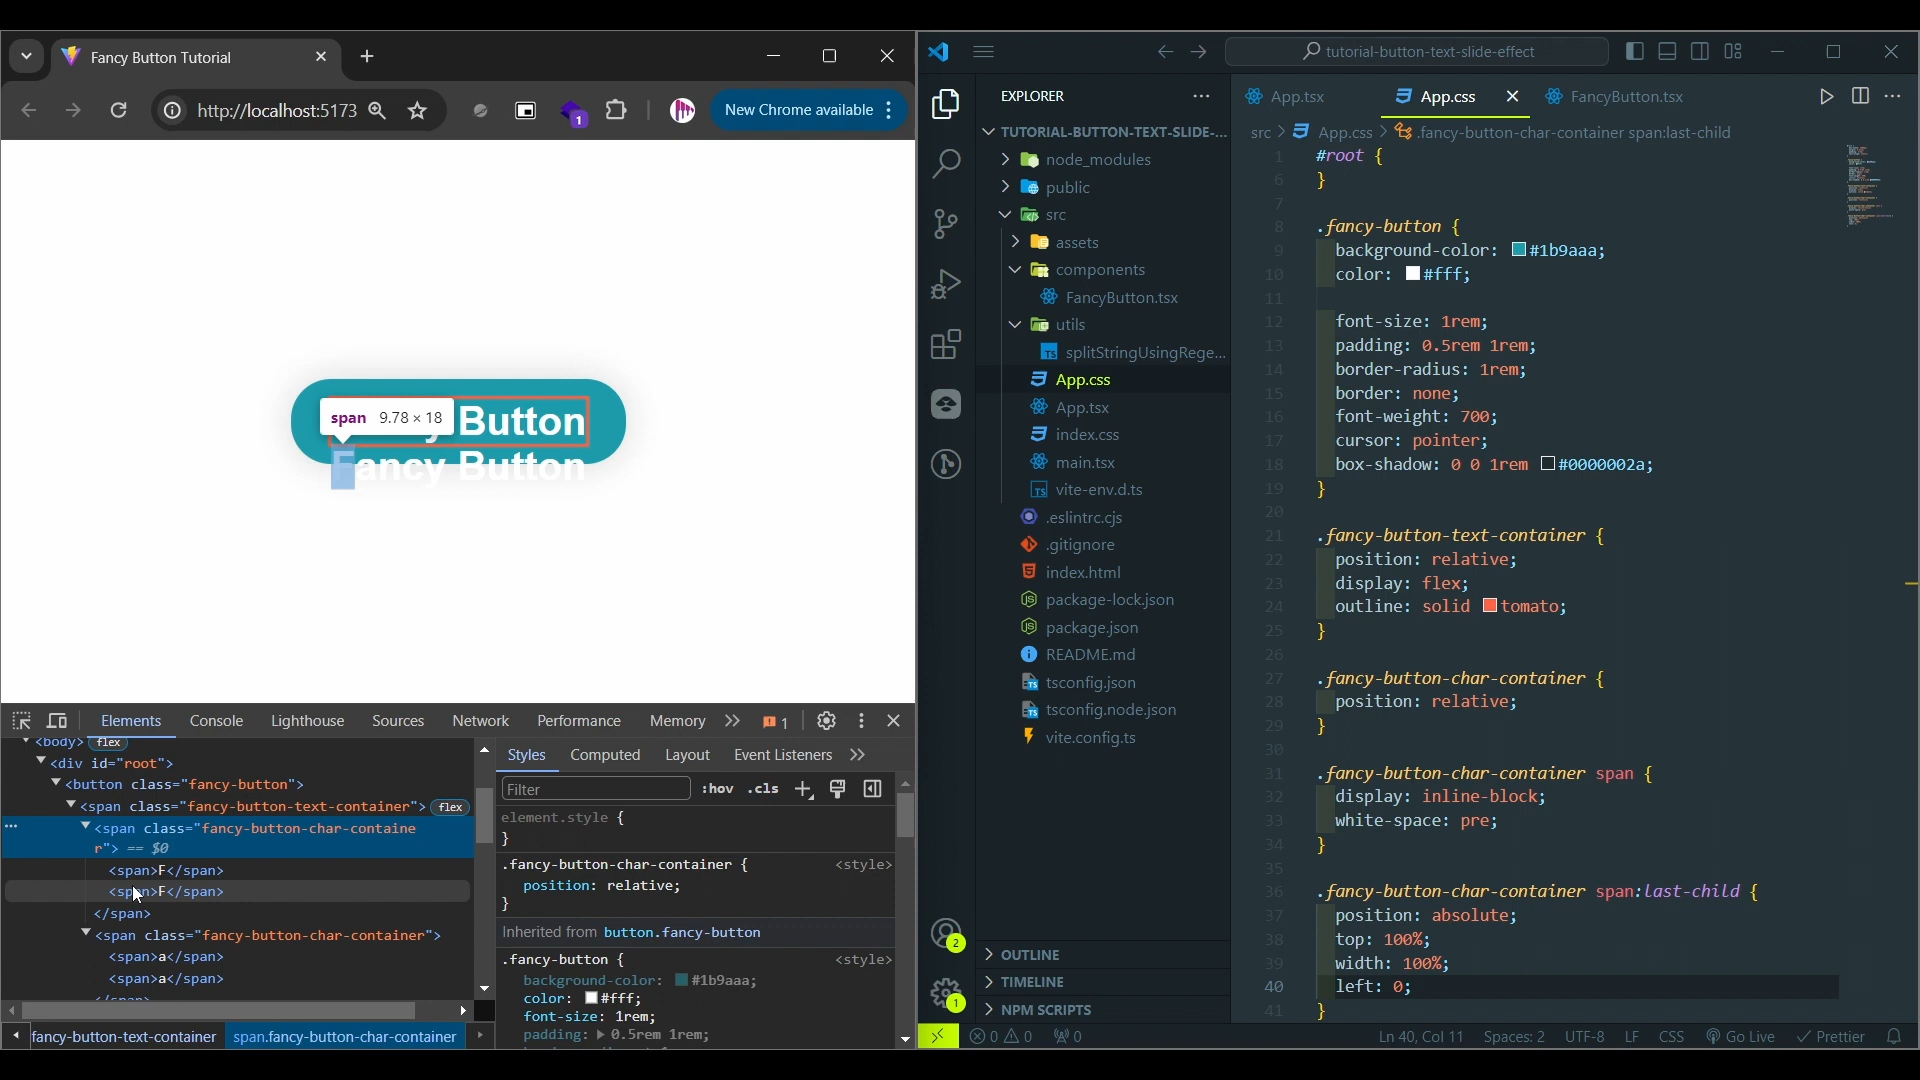 Fancy Button Tutorial
http://localhost:5173
1
New Chrome available
Button
span 9.78 × 18
Fancy Button
Elements
Console
Lighthouse
Sources
Network
Performance
Memory
1
<body> flex
<div id="root">
<button class="fancy-button">
<span class="fancy-button-text-container"> flex
<span class="fancy-button-char-containe
r"> == $0
<span>F</span>
<span>F</span>
</span>
<span class="fancy-button-char-container">
<span>a</span>
<span>a</span>
</span>
fancy-button-text-container
span.fancy-button-char-container
Styles
Computed
Layout
Event Listeners
Filter
:hov .cls
element.style {
}
.fancy-button-char-container { <style>
position: relative;
}
Inherited from button.fancy-button
.fancy-button { <style>
background-color: #1b9aaa;
color: #fff;
font-size: 1rem;
padding: 0.5rem 1rem;
tutorial-button-text-slide-effect
EXPLORER
TUTORIAL-BUTTON-TEXT-SLIDE-...
node_modules
public
src
assets
components
FancyButton.tsx
utils
splitStringUsingRege...
App.css
App.tsx
index.css
main.tsx
vite-env.d.ts
.eslintrc.cjs
.gitignore
index.html
package-lock.json
package.json
README.md
tsconfig.json
tsconfig.node.json
vite.config.ts
OUTLINE
TIMELINE
NPM SCRIPTS
2
1
App.tsx
App.css
FancyButton.tsx
src > App.css > .fancy-button-char-container span:last-child
1 #root {
6 }
7
8 .fancy-button {
9 background-color: #1b9aaa;
10 color: #fff;
11
12 font-size: 1rem;
13 padding: 0.5rem 1rem;
14 border-radius: 1rem;
15 border: none;
16 font-weight: 700;
17 cursor: pointer;
18 box-shadow: 0 0 1rem #0000002a;
19 }
20
21 .fancy-button-text-container {
22 position: relative;
23 display: flex;
24 outline: solid tomato;
25 }
26
27 .fancy-button-char-container {
28 position: relative;
29 }
30
31 .fancy-button-char-container span {
32 display: inline-block;
33 white-space: pre;
34 }
35
36 .fancy-button-char-container span:last-child {
37 position: absolute;
38 top: 100%;
39 width: 100%;
40 left: 0;
41 }
0 0 0
Ln 40, Col 11
Spaces: 2
UTF-8
LF
CSS
Go Live
Prettier